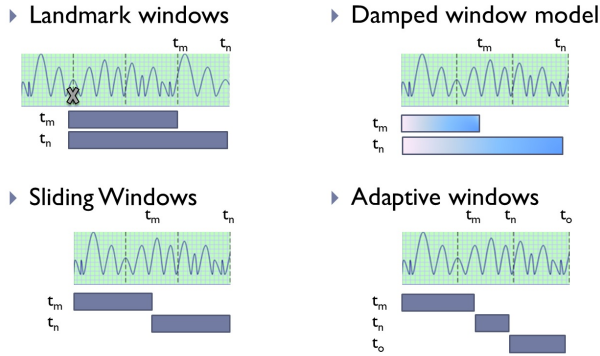 Landmark windows
tm tn
X
tm
tn
Damped window model
tm tn
tm
tn
Sliding Windows
tm tn
tm
tn
Adaptive windows
tm tn to
tm
tn
to